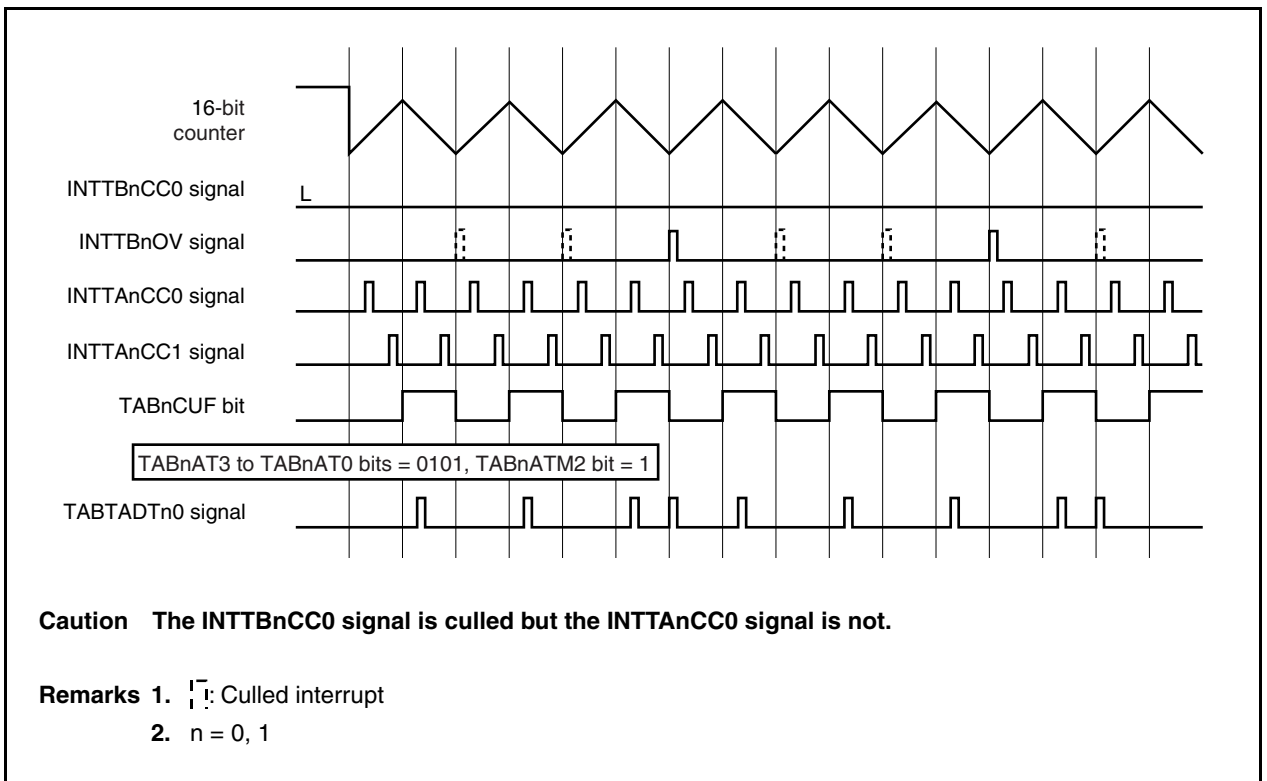 16-bit
counter
INTTBnCC0 signal
L
INTTBnOV signal
INTTAnCC0 signal
INTTAnCC1 signal
TABnCUF bit
TABnAT3 to TABnAT0 bits = 0101, TABnATM2 bit = 1
TABTADTn0 signal
Caution The INTTBnCC0 signal is culled but the INTTAnCC0 signal is not.
Remarks 1. : Culled interrupt
2. n = 0, 1